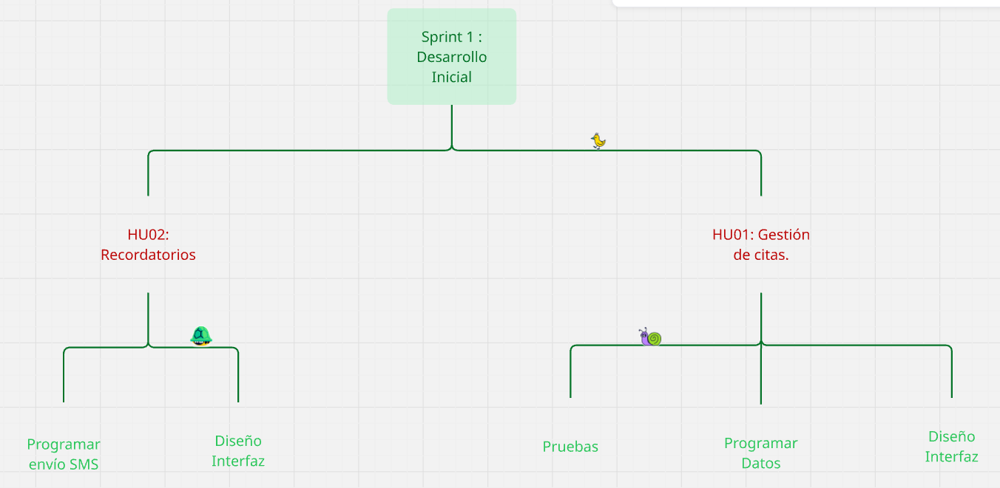 Sprint 1 :
Desarrollo
Inicial
HU02:
Recordatorios
HU01: Gestión
de citas.
Programar
envío SMS
Diseño
Interfaz
Pruebas
Programar
Datos
Diseño
Interfaz